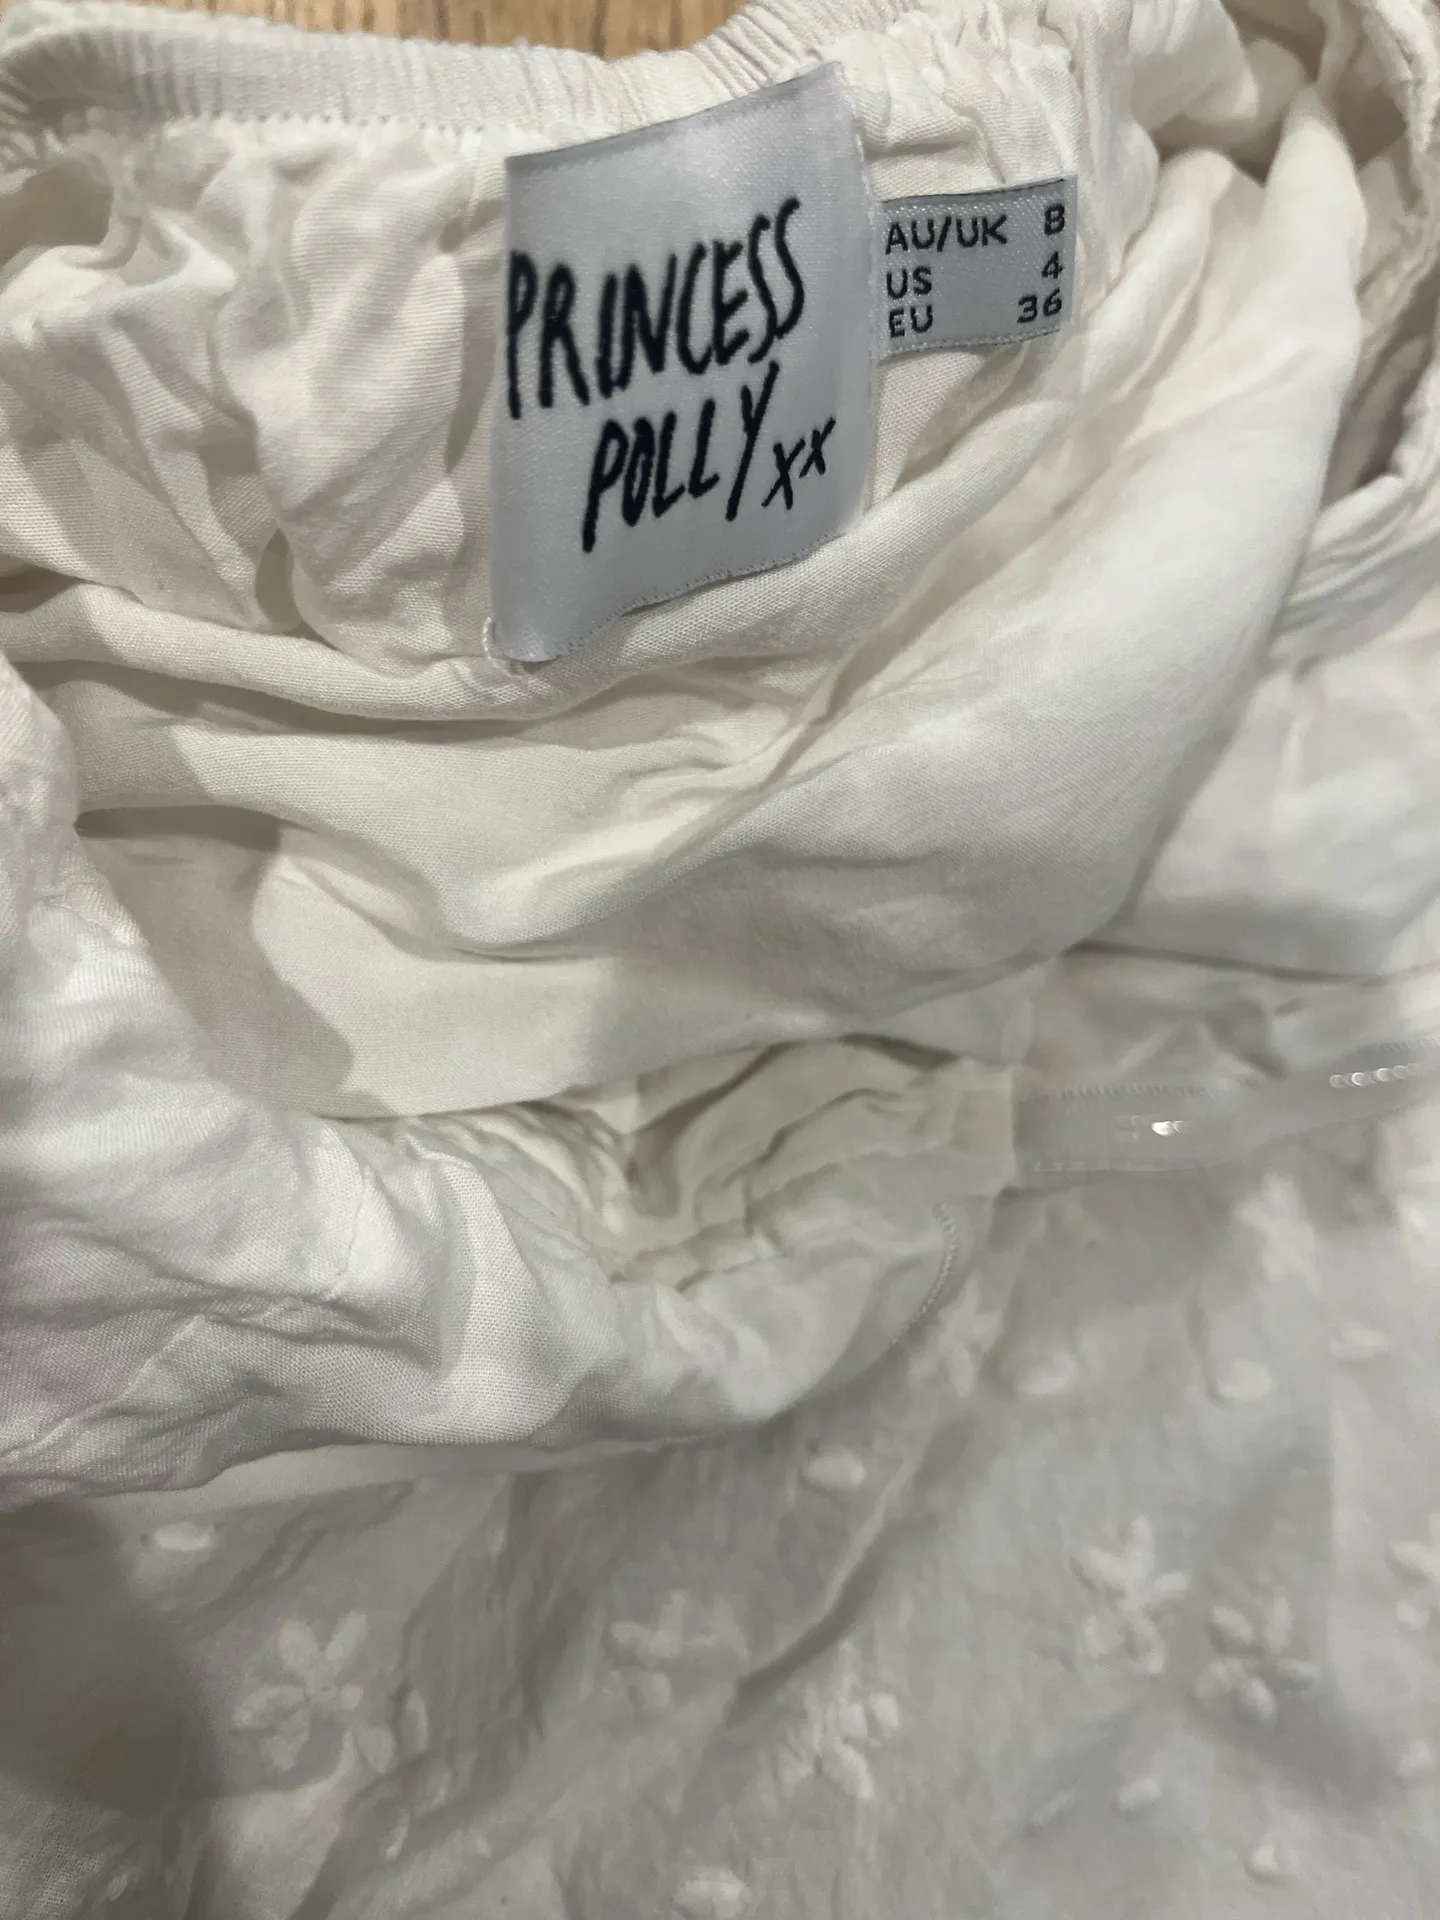 PRINCESS
POLLY xx
AU/UK 8
US 4
EU 36